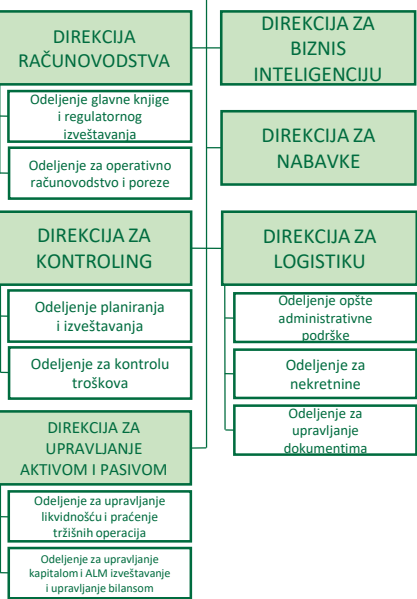 DIREKCIJA
RAČUNOVODSTVA
Odeljenje glavne knjige
i regulatornog
izveštavanja
Odeljenje za operativno
računovodstvo i poreze
DIREKCIJA ZA
KONTROLING
Odeljenje planiranja
i izveštavanja
Odeljenje za kontrolu
troškova
DIREKCIJA ZA
UPRAVLJANJE
AKTIVOM I PASIVOM
Odeljenje za upravljanje
likvidnošću i praćenje
tržišnih operacija
Odeljenje za upravljanje
kapitalom i ALM izveštavanje
i upravljanje bilansom
DIREKCIJA ZA
BIZNIS
INTELIGENCIJU
DIREKCIJA ZA
NABAVKE
DIREKCIJA ZA
LOGISTIKU
Odeljenje opšte
administrativne
podrške
Odeljenje za
nekretnine
Odeljenje za
upravljanje
dokumentima